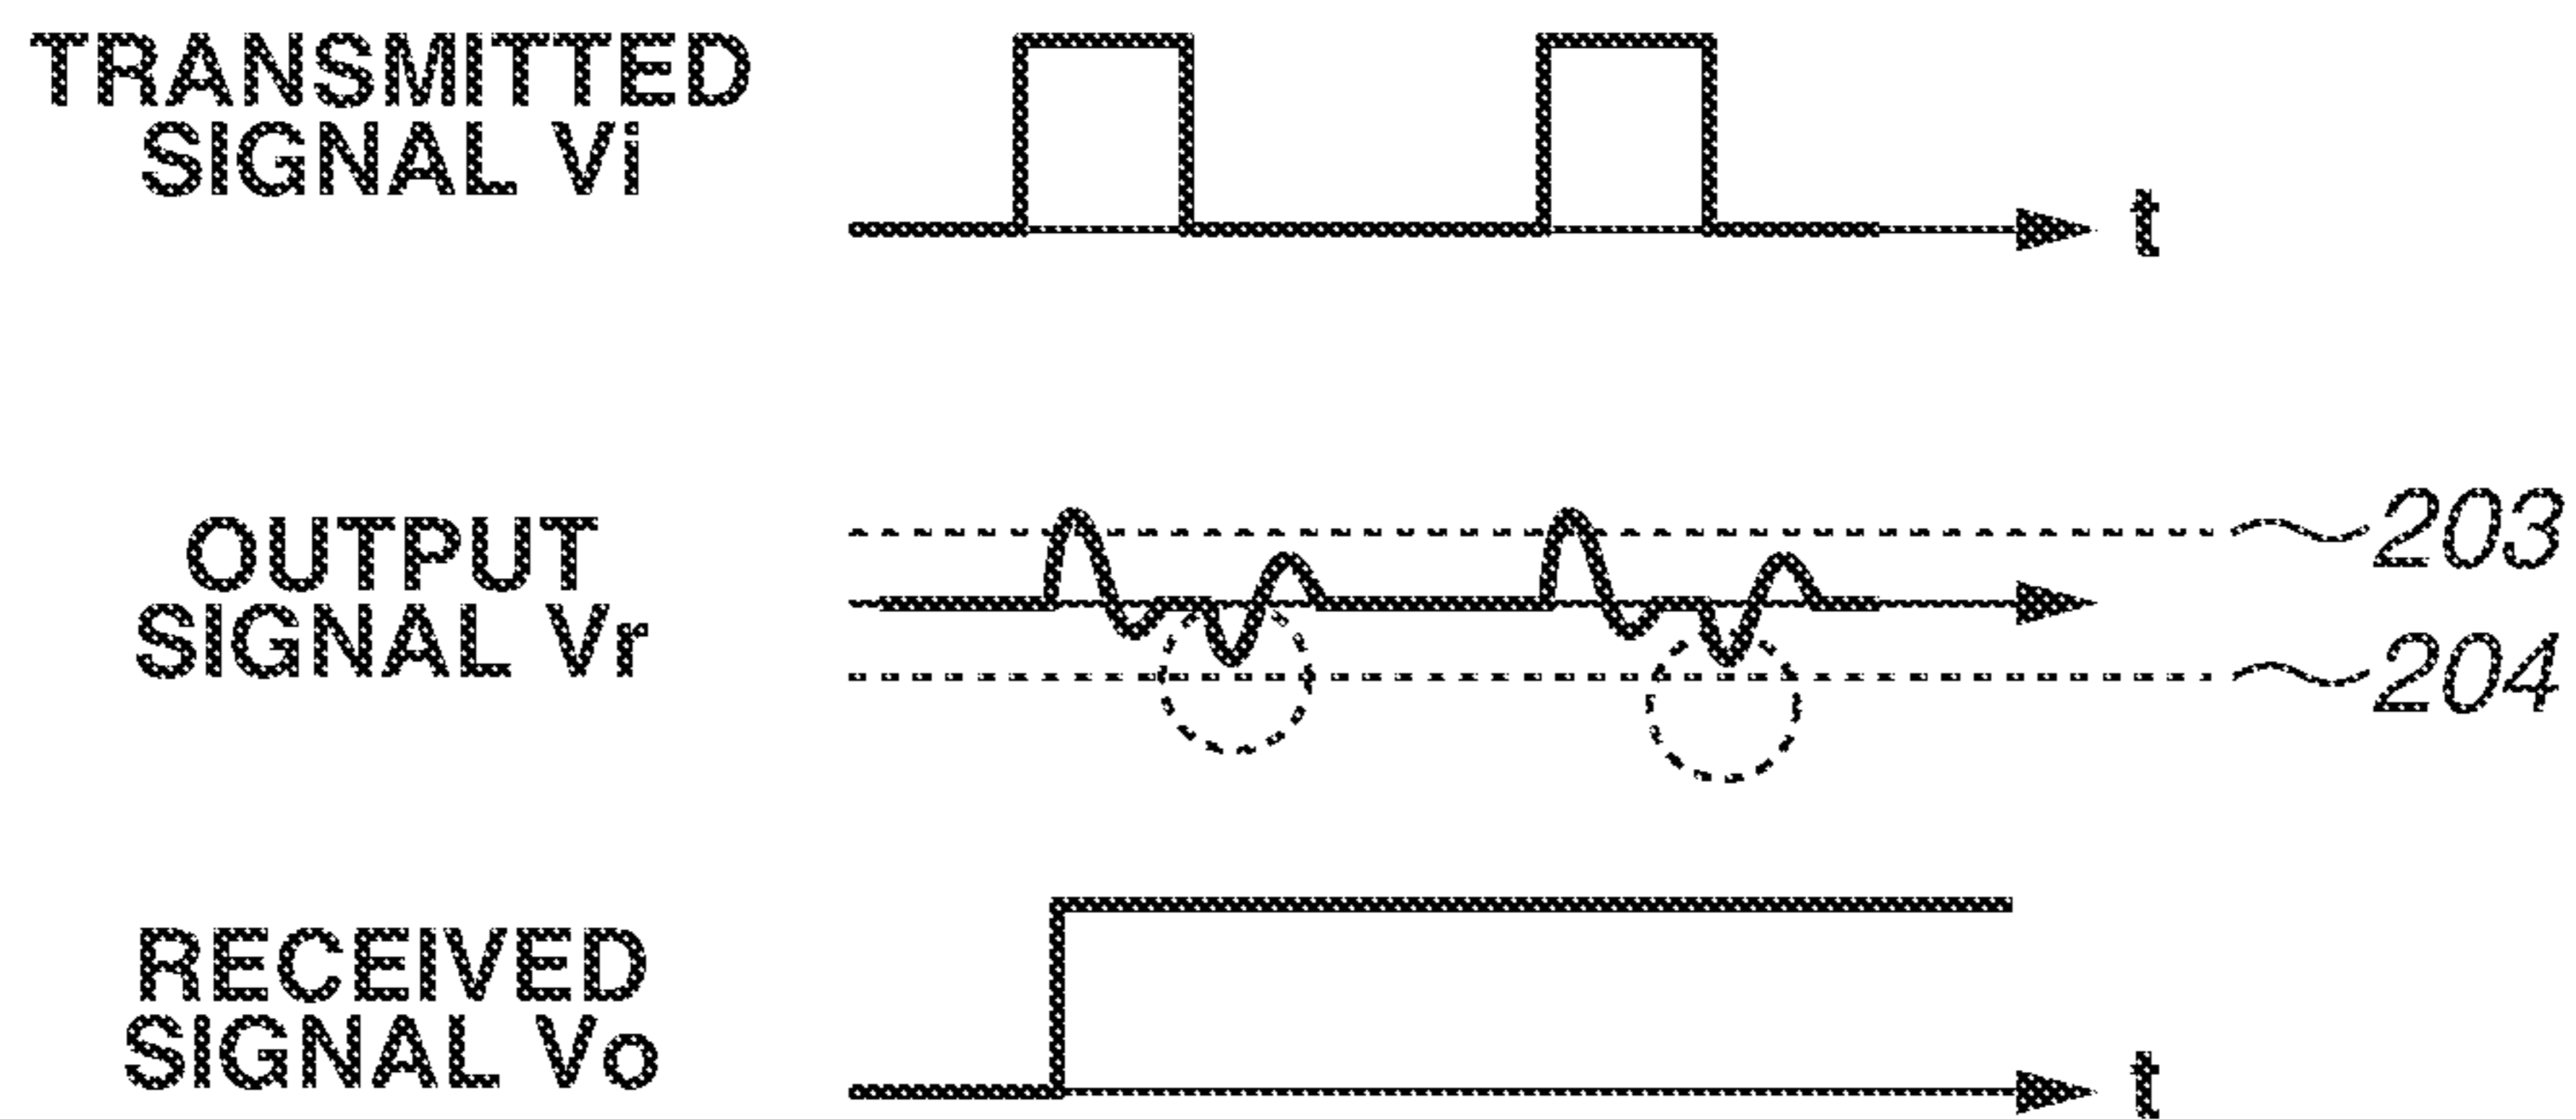 TRANSMITTED
SIGNAL Vi
t
OUTPUT
SIGNAL Vr
203
204
RECEIVED
SIGNAL Vo
t